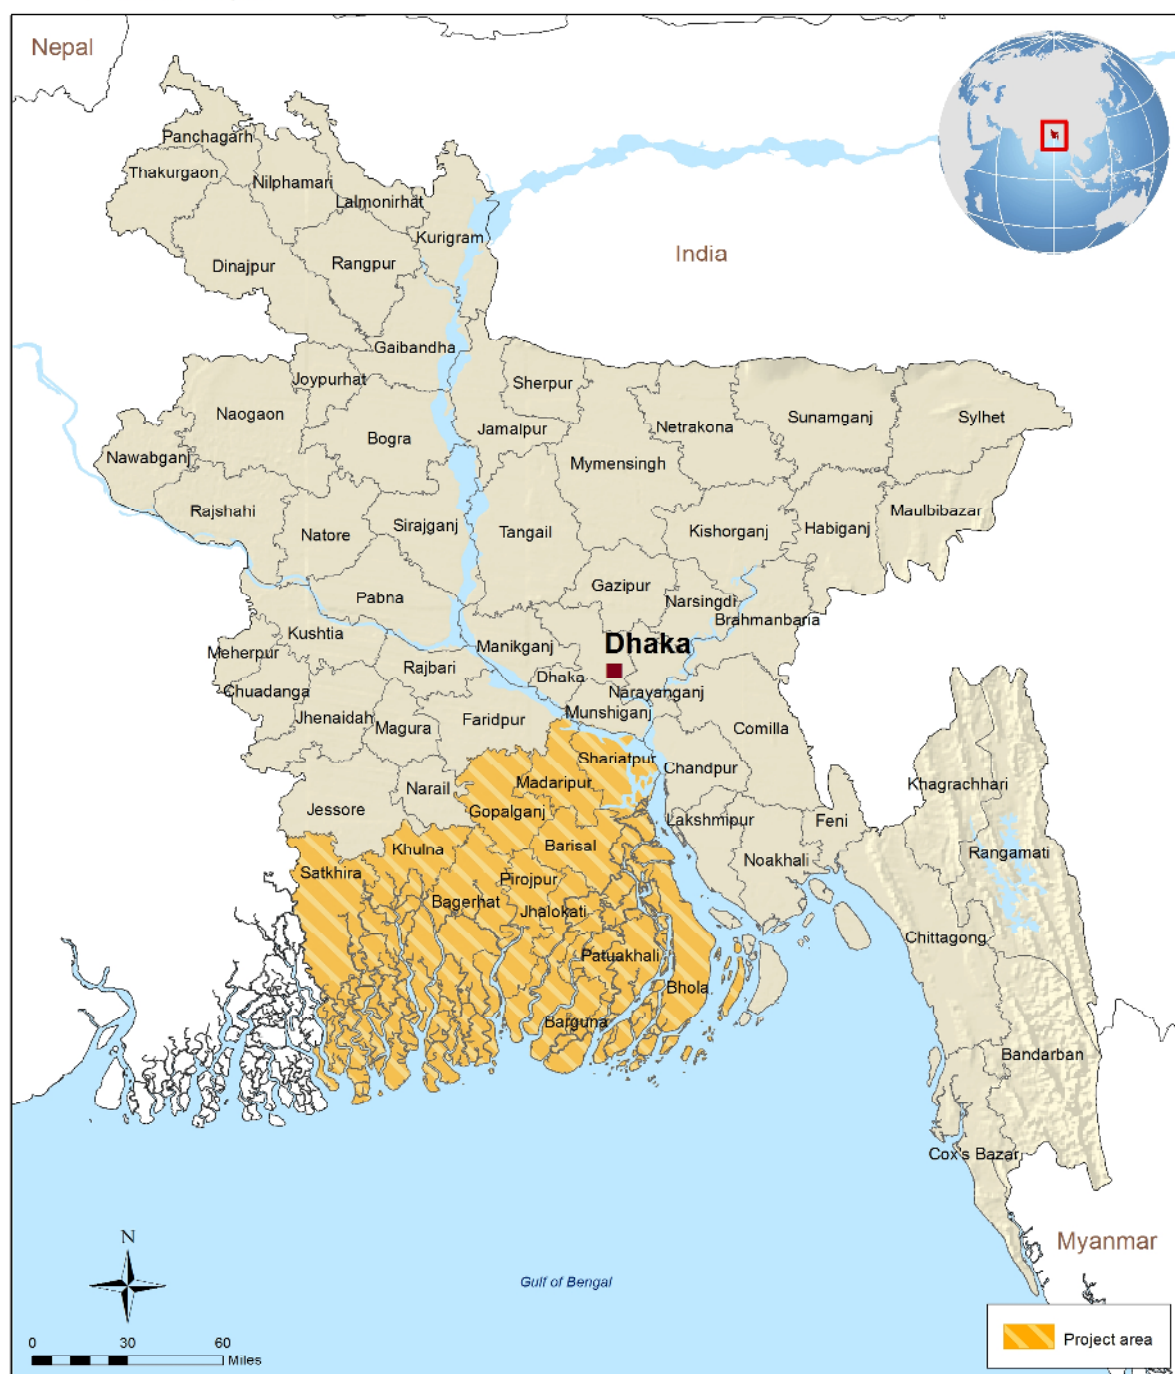 Nepal
Panchagarh
Thakurgaon
Nilphamari
Lalmonirhat
Kurigram
India
Dinajpur
Rangpur
Gaibandha
Joypurhat
Sherpur
Naogaon
Sunamganj
Sylhet
Bogra
Jamalpur
Netrakona
Nawabganj
Mymensingh
Rajshahi
Maulbibazar
Natore
Sirajganj
Tangail
Kishorganj
Habiganj
Gazipur
Pabna
Narsingdi
Brahmanbaria
Kushtia
Dhaka
Meherpur
Manikganj
Rajbari
Dhaka
Chuadanga
Narayanganj
Jhenaidah
Magura
Faridpur
Munshiganj
Comilla
Shariatpur
Chandpur
Madaripur
Khagrachhari
Narail
Jessore
Gopalganj
Lakshmipur
Feni
Khulna
Barisal
Noakhali
Rangamati
Satkhira
Pirojpur
Bagerhat
Jhalokati
Chittagong
Patuakhali
Bhola
Barguna
Bandarban
Cox's Bazar
N
Myanmar
Gulf of Bengal
Project area
0 30 60
Miles